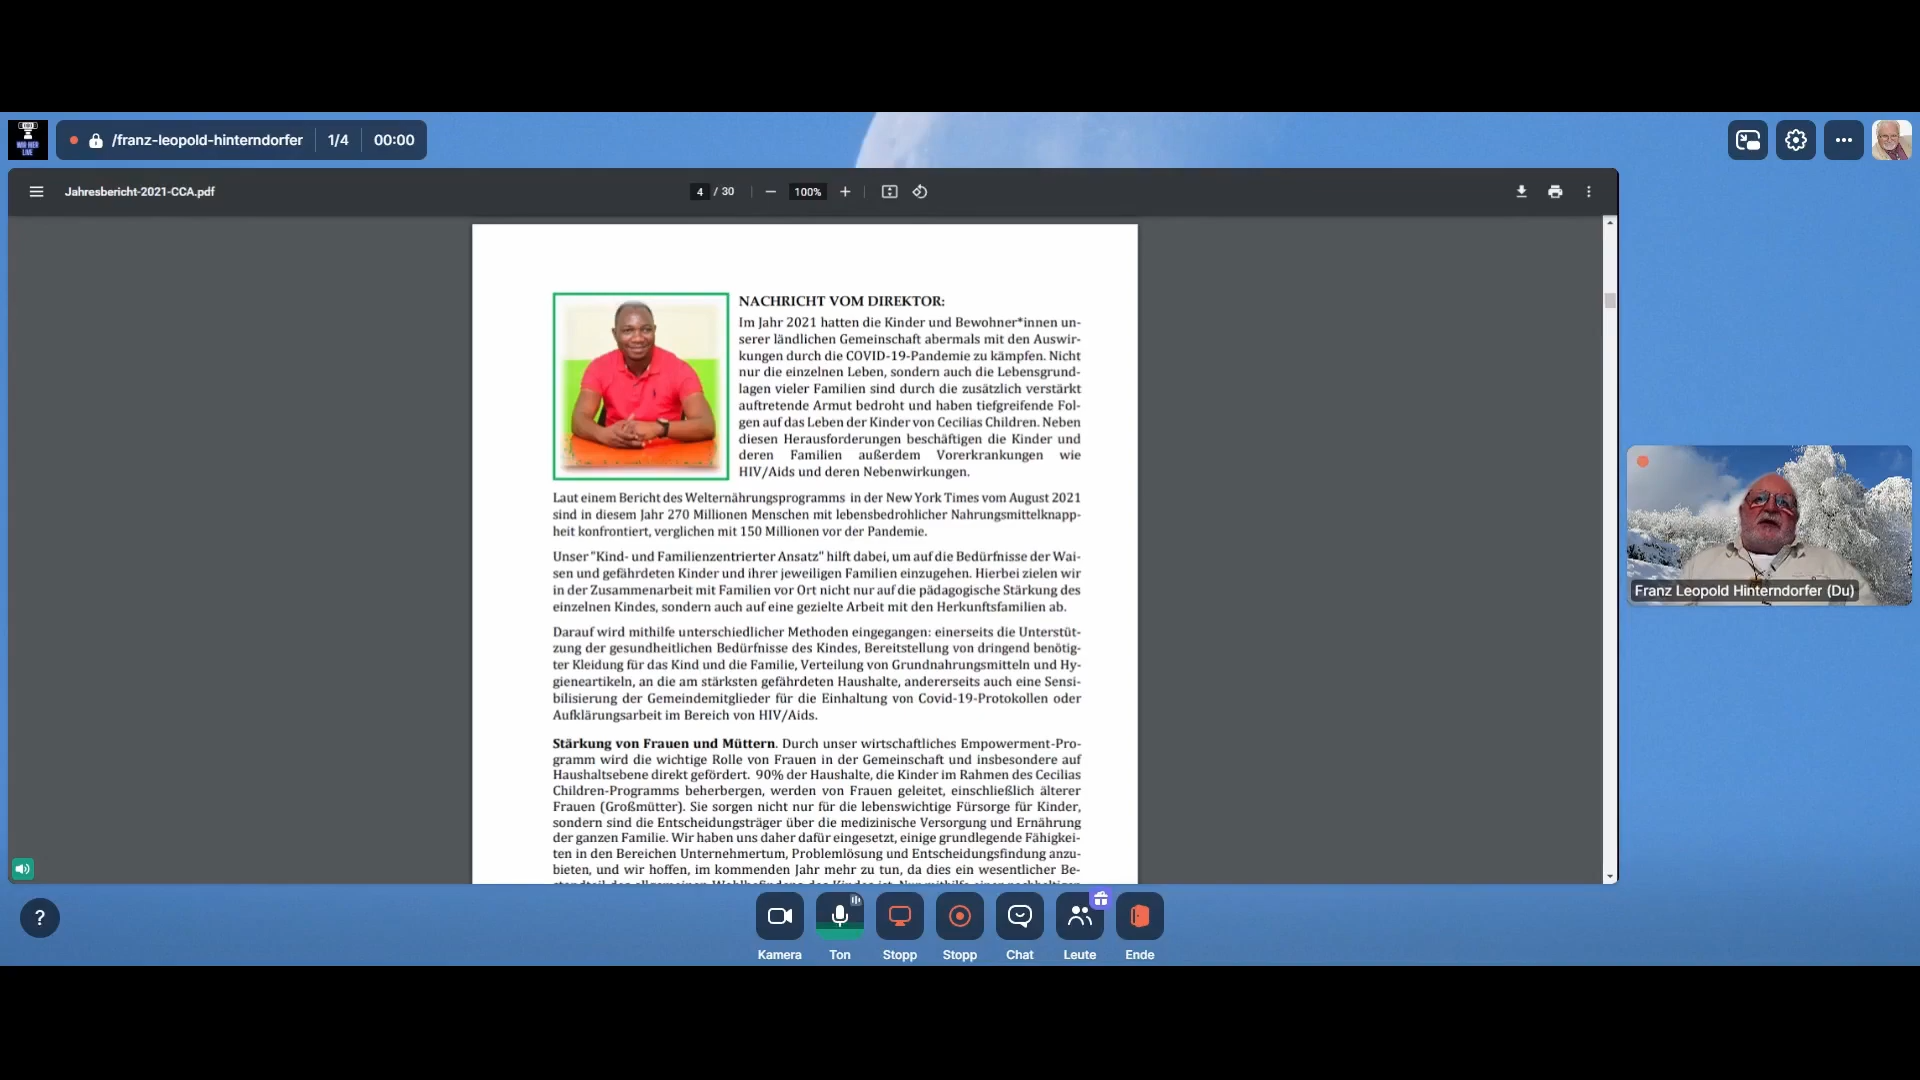 /franz-leopold-hinterndorfer 1/4 00:00
Jahresbericht-2021-CCA.pdf 4 / 30 100%
NACHRICHT VOM DIREKTOR:
Im Jahr 2021 hatten die Kinder und Bewohner*innen un-
serer ländlichen Gemeinschaft abermals mit den Auswir-
kungen durch die COVID-19-Pandemie zu kämpfen. Nicht
nur die einzelnen Leben, sondern auch die Lebensgrund-
lagen vieler Familien sind durch die zusätzlich verstärkt
auftretende Armut bedroht und haben tiefgreifende Fol-
gen auf das Leben der Kinder von Cecilias Children. Neben
diesen Herausforderungen beschäftigen die Kinder und
deren Familien außerdem Vorerkrankungen wie
HIV/Aids und deren Nebenwirkungen.
Laut einem Bericht des Welternährungsprogramms in der New York Times vom August 2021
sind in diesem Jahr 270 Millionen Menschen mit lebensbedrohlicher Nahrungsmittelknapp-
heit konfrontiert, verglichen mit 150 Millionen vor der Pandemie.
Unser "Kind- und Familienzentrierter Ansatz" hilft dabei, um auf die Bedürfnisse der Wai-
sen und gefährdeten Kinder und ihrer jeweiligen Familien einzugehen. Hierbei zielen wir
in der Zusammenarbeit mit Familien vor Ort nicht nur auf die pädagogische Stärkung des
einzelnen Kindes, sondern auch auf eine gezielte Arbeit mit den Herkunftsfamilien ab.
Darauf wird mithilfe unterschiedlicher Methoden eingegangen: einerseits die Unterstüt-
zung der gesundheitlichen Bedürfnisse des Kindes, Bereitstellung von dringend benötig-
ter Kleidung für das Kind und die Familie, Verteilung von Grundnahrungsmitteln und Hy-
gieneartikeln, an die am stärksten gefährdeten Haushalte, andererseits auch eine Sensi-
bilisierung der Gemeindemitglieder für die Einhaltung von Covid-19-Protokollen oder
Aufklärungsarbeit im Bereich von HIV/Aids.
Stärkung von Frauen und Müttern. Durch unser wirtschaftliches Empowerment-Pro-
gramm wird die wichtige Rolle von Frauen in der Gemeinschaft und insbesondere auf
Haushaltsebene direkt gefördert. 90% der Haushalte, die Kinder im Rahmen des Cecilias
Children-Programms beherbergen, werden von Frauen geleitet, einschließlich älterer
Frauen (Großmütter). Sie sorgen nicht nur für die lebenswichtige Fürsorge für Kinder,
sondern sind die Entscheidungsträger über die medizinische Versorgung und Ernährung
der ganzen Familie. Wir haben uns daher dafür eingesetzt, einige grundlegende Fähigkei-
ten in den Bereichen Unternehmertum, Problemlösung und Entscheidungsfindung anzu-
bieten, und wir hoffen, im kommenden Jahr mehr zu tun, da dies ein wesentlicher Be-
Franz Leopold Hinterndorfer (Du)
?
Kamera Ton Stopp Stopp Chat Leute Ende